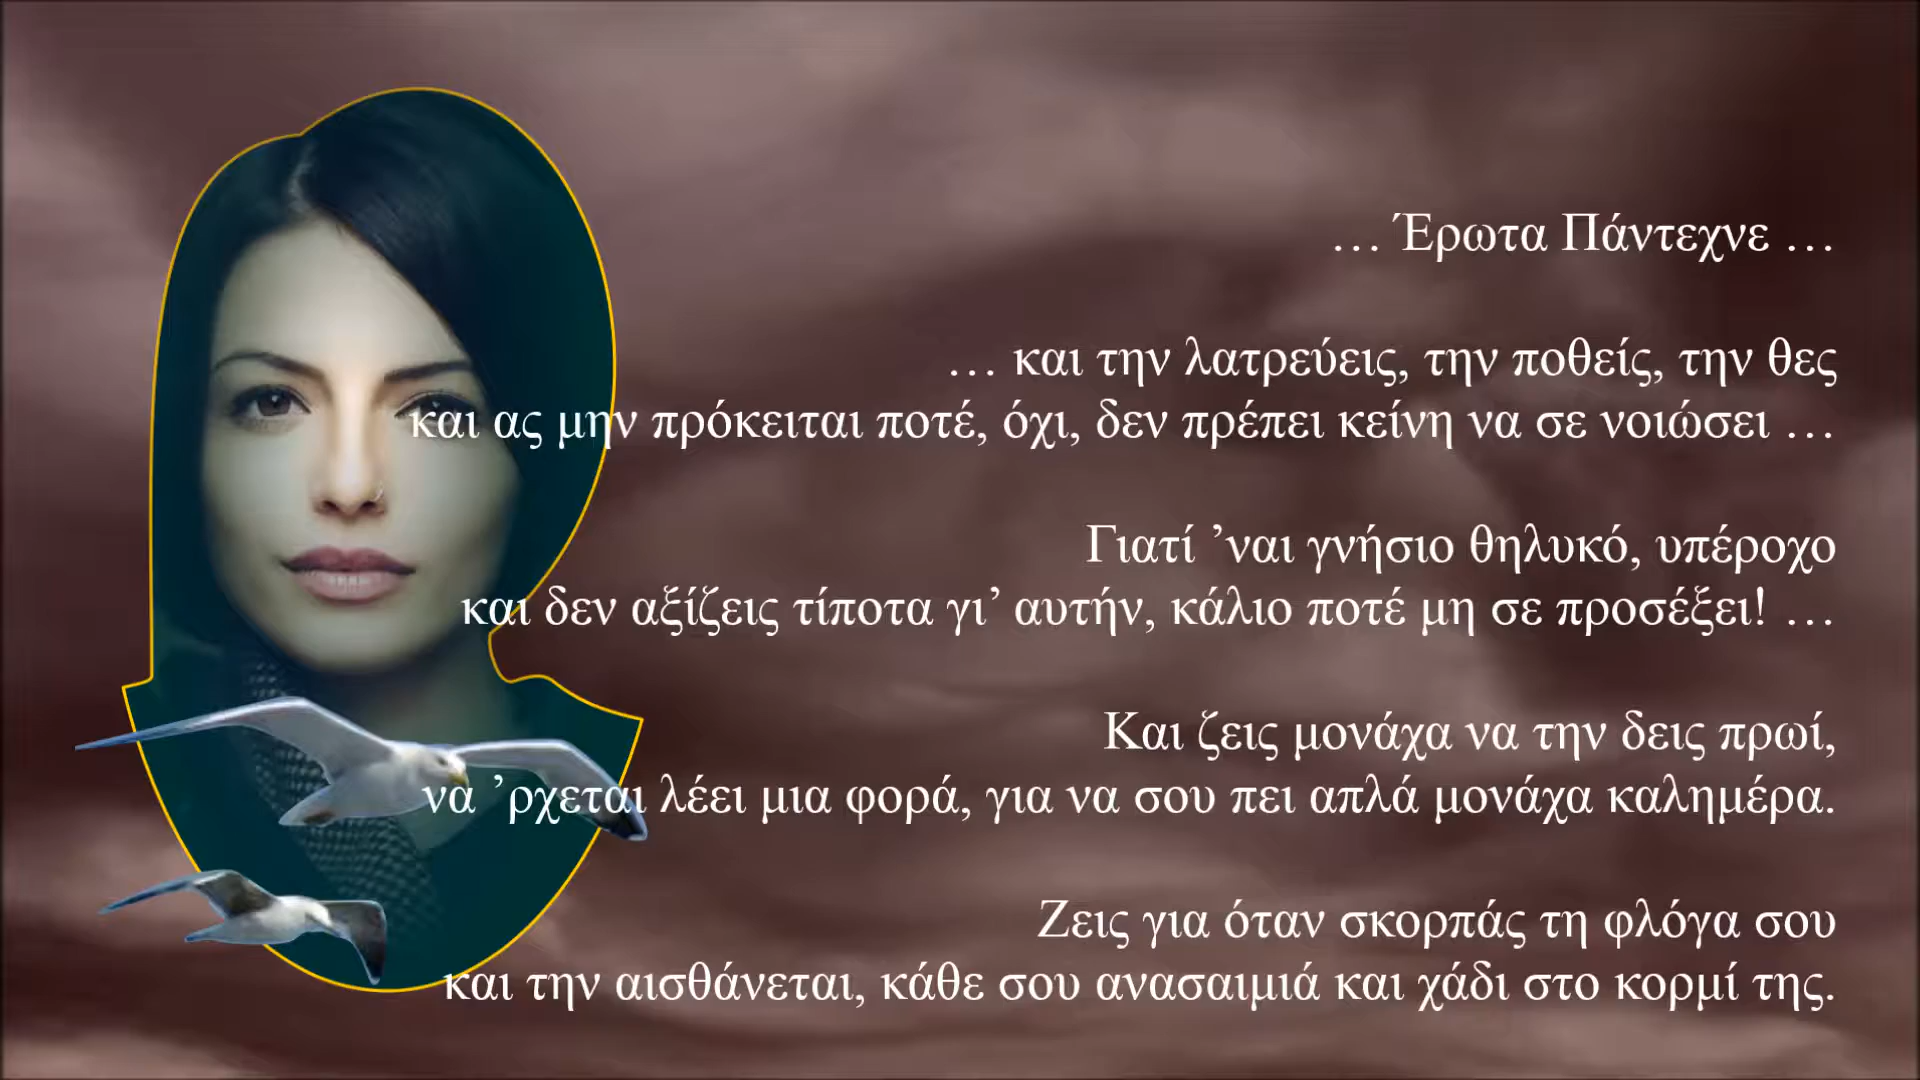 … Έρωτα Πάντεχνε …
… και την λατρεύεις, την ποθείς, την θες
και ας μην πρόκειται ποτέ, όχι, δεν πρέπει κείνη να σε νοιώσει …
Γιατί ’ναι γνήσιο θηλυκό, υπέροχο
και δεν αξίζεις τίποτα γι’ αυτήν, κάλιο ποτέ μη σε προσέξει! …
Και ζεις μονάχα να την δεις πρωί,
να ’ρχεται λέει μια φορά, για να σου πει απλά μονάχα καλημέρα.
Ζεις για όταν σκορπάς τη φλόγα σου
και την αισθάνεται, κάθε σου ανασαιμιά και χάδι στο κορμί της.